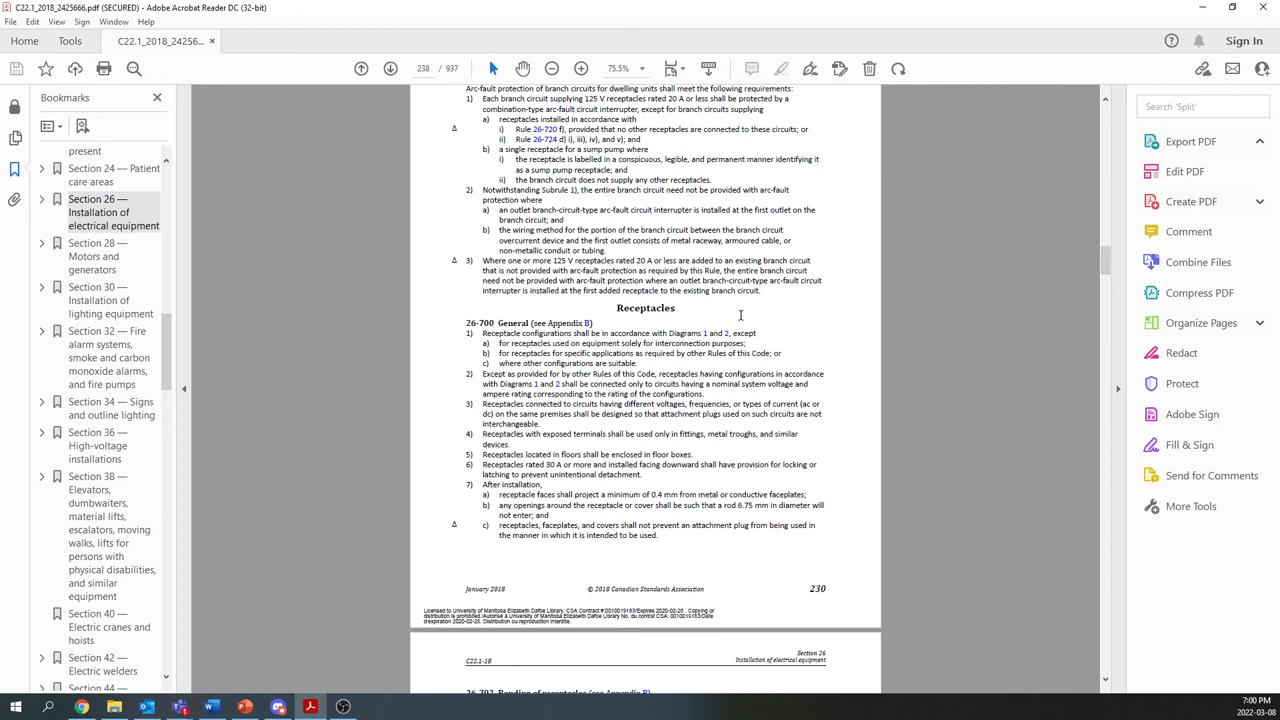 C22.1_2018_2425666.pdf (SECURED) - Adobe Acrobat Reader DC (32-bit)
File Edit View Sign Window Help
Home Tools C22.1_2018_24256... × Sign In
238 / 937 75.5%
Bookmarks
present
Section 24 — Patient
care areas
Section 26 —
Installation of
electrical equipment
Section 28 —
Motors and
generators
Section 30 —
Installation of
lighting equipment
Section 32 — Fire
alarm systems,
smoke and carbon
monoxide alarms,
and fire pumps
Section 34 — Signs
and outline lighting
Section 36 —
High-voltage
installations
Section 38 —
Elevators,
dumbwaiters,
material lifts,
escalators, moving
walks, lifts for
persons with
physical disabilities,
and similar
equipment
Section 40 —
Electric cranes and
hoists
Section 42 —
Electric welders
Section 44 —
Arc-fault protection of branch circuits for dwelling units shall meet the following requirements:
1) Each branch circuit supplying 125 V receptacles rated 20 A or less shall be protected by a
combination-type arc-fault circuit interrupter, except for branch circuits supplying
a) receptacles installed in accordance with
Δ i) Rule 26-720 f), provided that no other receptacles are connected to these circuits; or
ii) Rule 26-724 d) i), iii), iv), and v); and
b) a single receptacle for a sump pump where
i) the receptacle is labelled in a conspicuous, legible, and permanent manner identifying it
as a sump pump receptacle; and
ii) the branch circuit does not supply any other receptacles.
2) Notwithstanding Subrule 1), the entire branch circuit need not be provided with arc-fault
protection where
a) an outlet branch-circuit-type arc-fault circuit interrupter is installed at the first outlet on the
branch circuit; and
b) the wiring method for the portion of the branch circuit between the branch circuit
overcurrent device and the first outlet consists of metal raceway, armoured cable, or
non-metallic conduit or tubing.
Δ 3) Where one or more 125 V receptacles rated 20 A or less are added to an existing branch circuit
that is not provided with arc-fault protection as required by this Rule, the entire branch circuit
need not be provided with arc-fault protection where an outlet branch-circuit-type arc-fault circuit
interrupter is installed at the first added receptacle to the existing branch circuit.
Receptacles
26-700 General (see Appendix B)
1) Receptacle configurations shall be in accordance with Diagrams 1 and 2, except
a) for receptacles used on equipment solely for interconnection purposes;
b) for receptacles for specific applications as required by other Rules of this Code; or
c) where other configurations are suitable.
2) Except as provided for by other Rules of this Code, receptacles having configurations in accordance
with Diagrams 1 and 2 shall be connected only to circuits having a nominal system voltage and
ampere rating corresponding to the rating of the configurations.
3) Receptacles connected to circuits having different voltages, frequencies, or types of current (ac or
dc) on the same premises shall be designed so that attachment plugs used on such circuits are not
interchangeable.
4) Receptacles with exposed terminals shall be used only in fittings, metal troughs, and similar
devices.
5) Receptacles located in floors shall be enclosed in floor boxes.
6) Receptacles rated 30 A or more and installed facing downward shall have provision for locking or
latching to prevent unintentional detachment.
7) After installation,
a) receptacle faces shall project a minimum of 0.4 mm from metal or conductive faceplates;
b) any openings around the receptacle or cover shall be such that a rod 6.75 mm in diameter will
not enter; and
Δ c) receptacles, faceplates, and covers shall not prevent an attachment plug from being used in
the manner in which it is intended to be used.
January 2018 © 2018 Canadian Standards Association 230
Licensed to University of Manitoba Elizabeth Dafoe Library, CSA Contract #:0010019163/Expires 2020-02-25 . Copying or
distribution is prohibited./Autorisé à University of Manitoba Elizabeth Dafoe Library No. du contrat CSA: 0010019163/Date
d'expiration 2020-02-25. Distribution ou reproduction interdite.
C22.1-18
Section 26
Installation of electrical equipment
26-702 Bonding of receptacles (see Appendix B)
Search 'Split'
Export PDF
Edit PDF
Create PDF
Comment
Combine Files
Compress PDF
Organize Pages
Redact
Protect
Adobe Sign
Fill & Sign
Send for Comments
More Tools
7:00 PM
2022-03-08